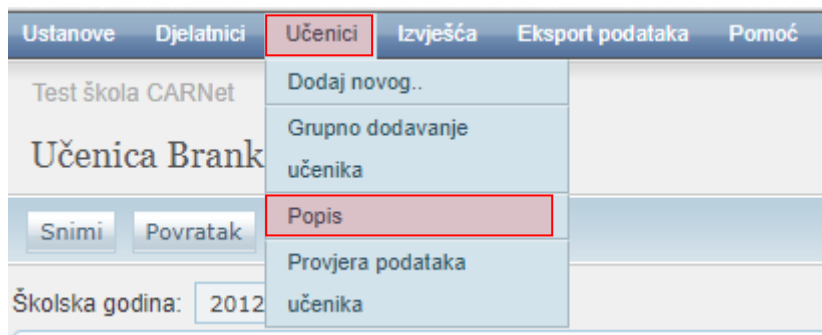 Ustanove Djelatnici Učenici Izvješća Eksport podataka Pomoć
Test škola CARNet
Dodaj novog..
Učenica Brank
Grupno dodavanje
učenika
Snimi Povratak
Popis
Provjera podataka
učenika
Školska godina: 2012